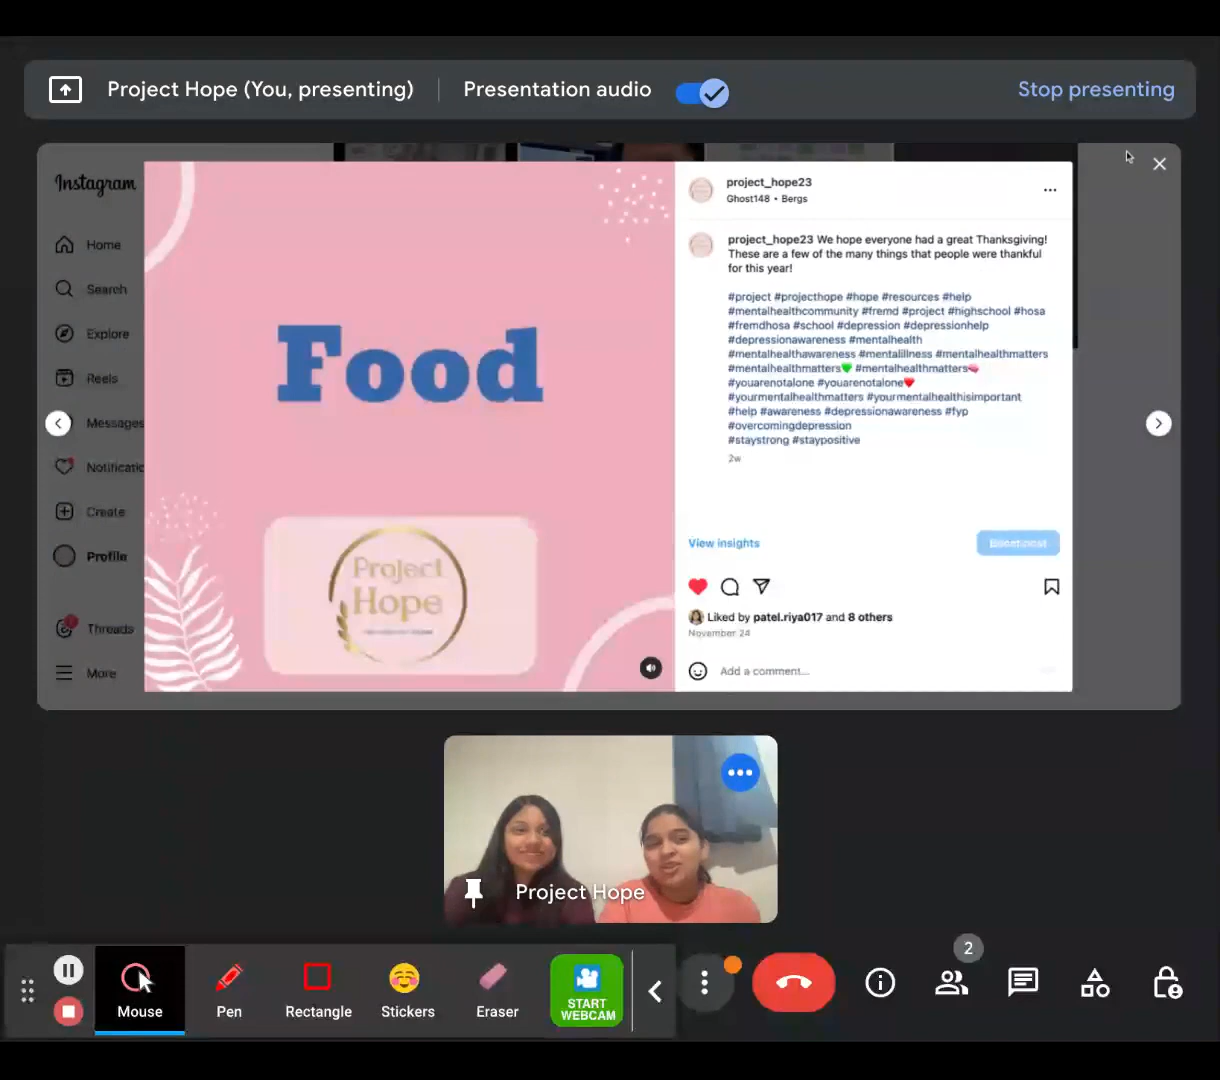 Project Hope (You, presenting)
Presentation audio
Stop presenting
Instagram
Home
Search
Explore
Reels
Messages
Notificatic
Create
Profile
Threads
More
Food
Project
Hope
project_hope23
Ghost148 • Bergs
project_hope23 We hope everyone had a great Thanksgiving!
These are a few of the many things that people were thankful
for this year!
#project #projecthope #hope #resources #help
#mentalhealthcommunity #fremd #project #highschool #hosa
#fremdhosa #school #depression #depressionhelp
#depressionawareness #mentalhealth
#mentalhealthawareness #mentalillness #mentalhealthmatters
#mentalhealthmatters💚 #mentalhealthmatters🧠
#youarenotalone #youarenotalone❤️
#yourmentalhealthmatters #yourmentalhealthisimportant
#help #awareness #depressionawareness #fyp
#overcomingdepression
#staystrong #staypositive
2w
View insights
Liked by patel.riya017 and 8 others
November 24
Add a comment...
Project Hope
2
Mouse
Pen
Rectangle
Stickers
Eraser
START
WEBCAM